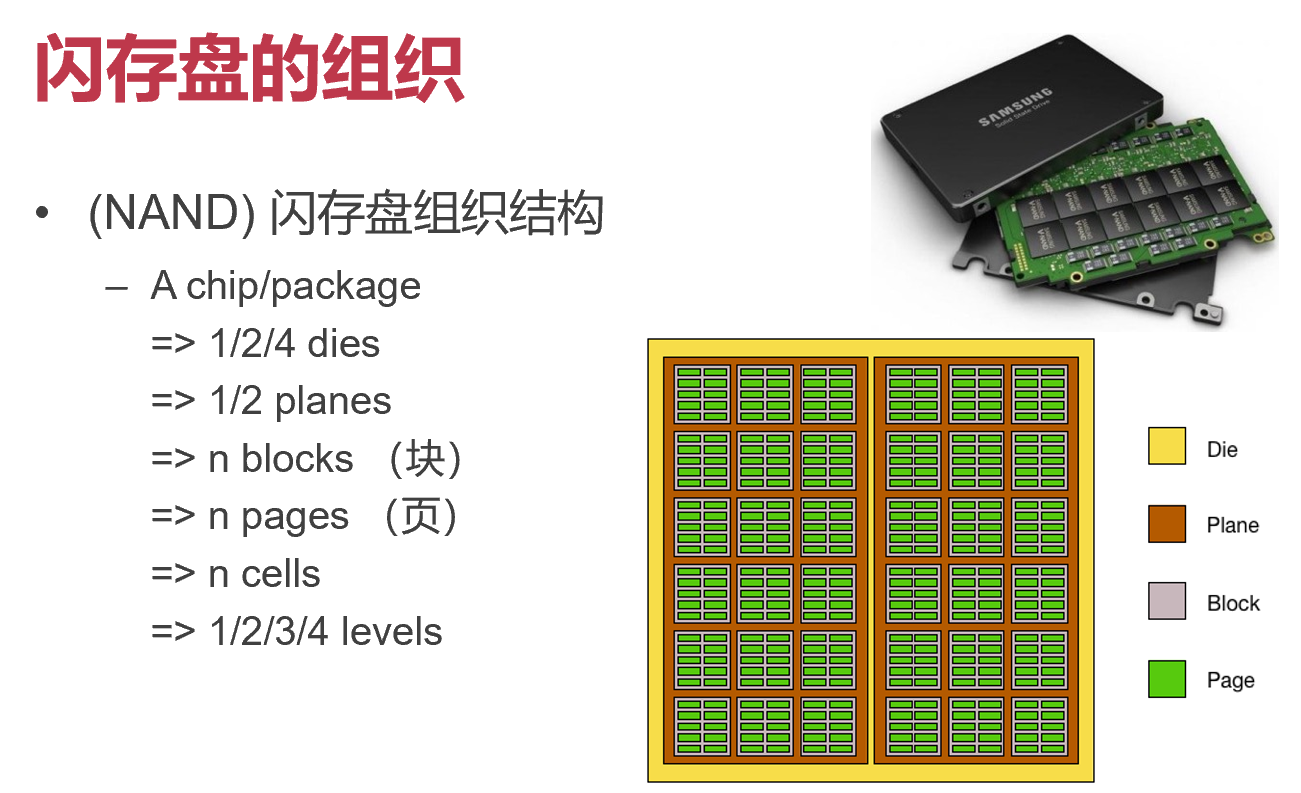 闪存盘的组织
• (NAND) 闪存盘组织结构
– A chip/package
=> 1/2/4 dies
=> 1/2 planes
=> n blocks （块）
=> n pages （页）
=> n cells
=> 1/2/3/4 levels
SAMSUNG
Solid State Drive
Die
Plane
Block
Page